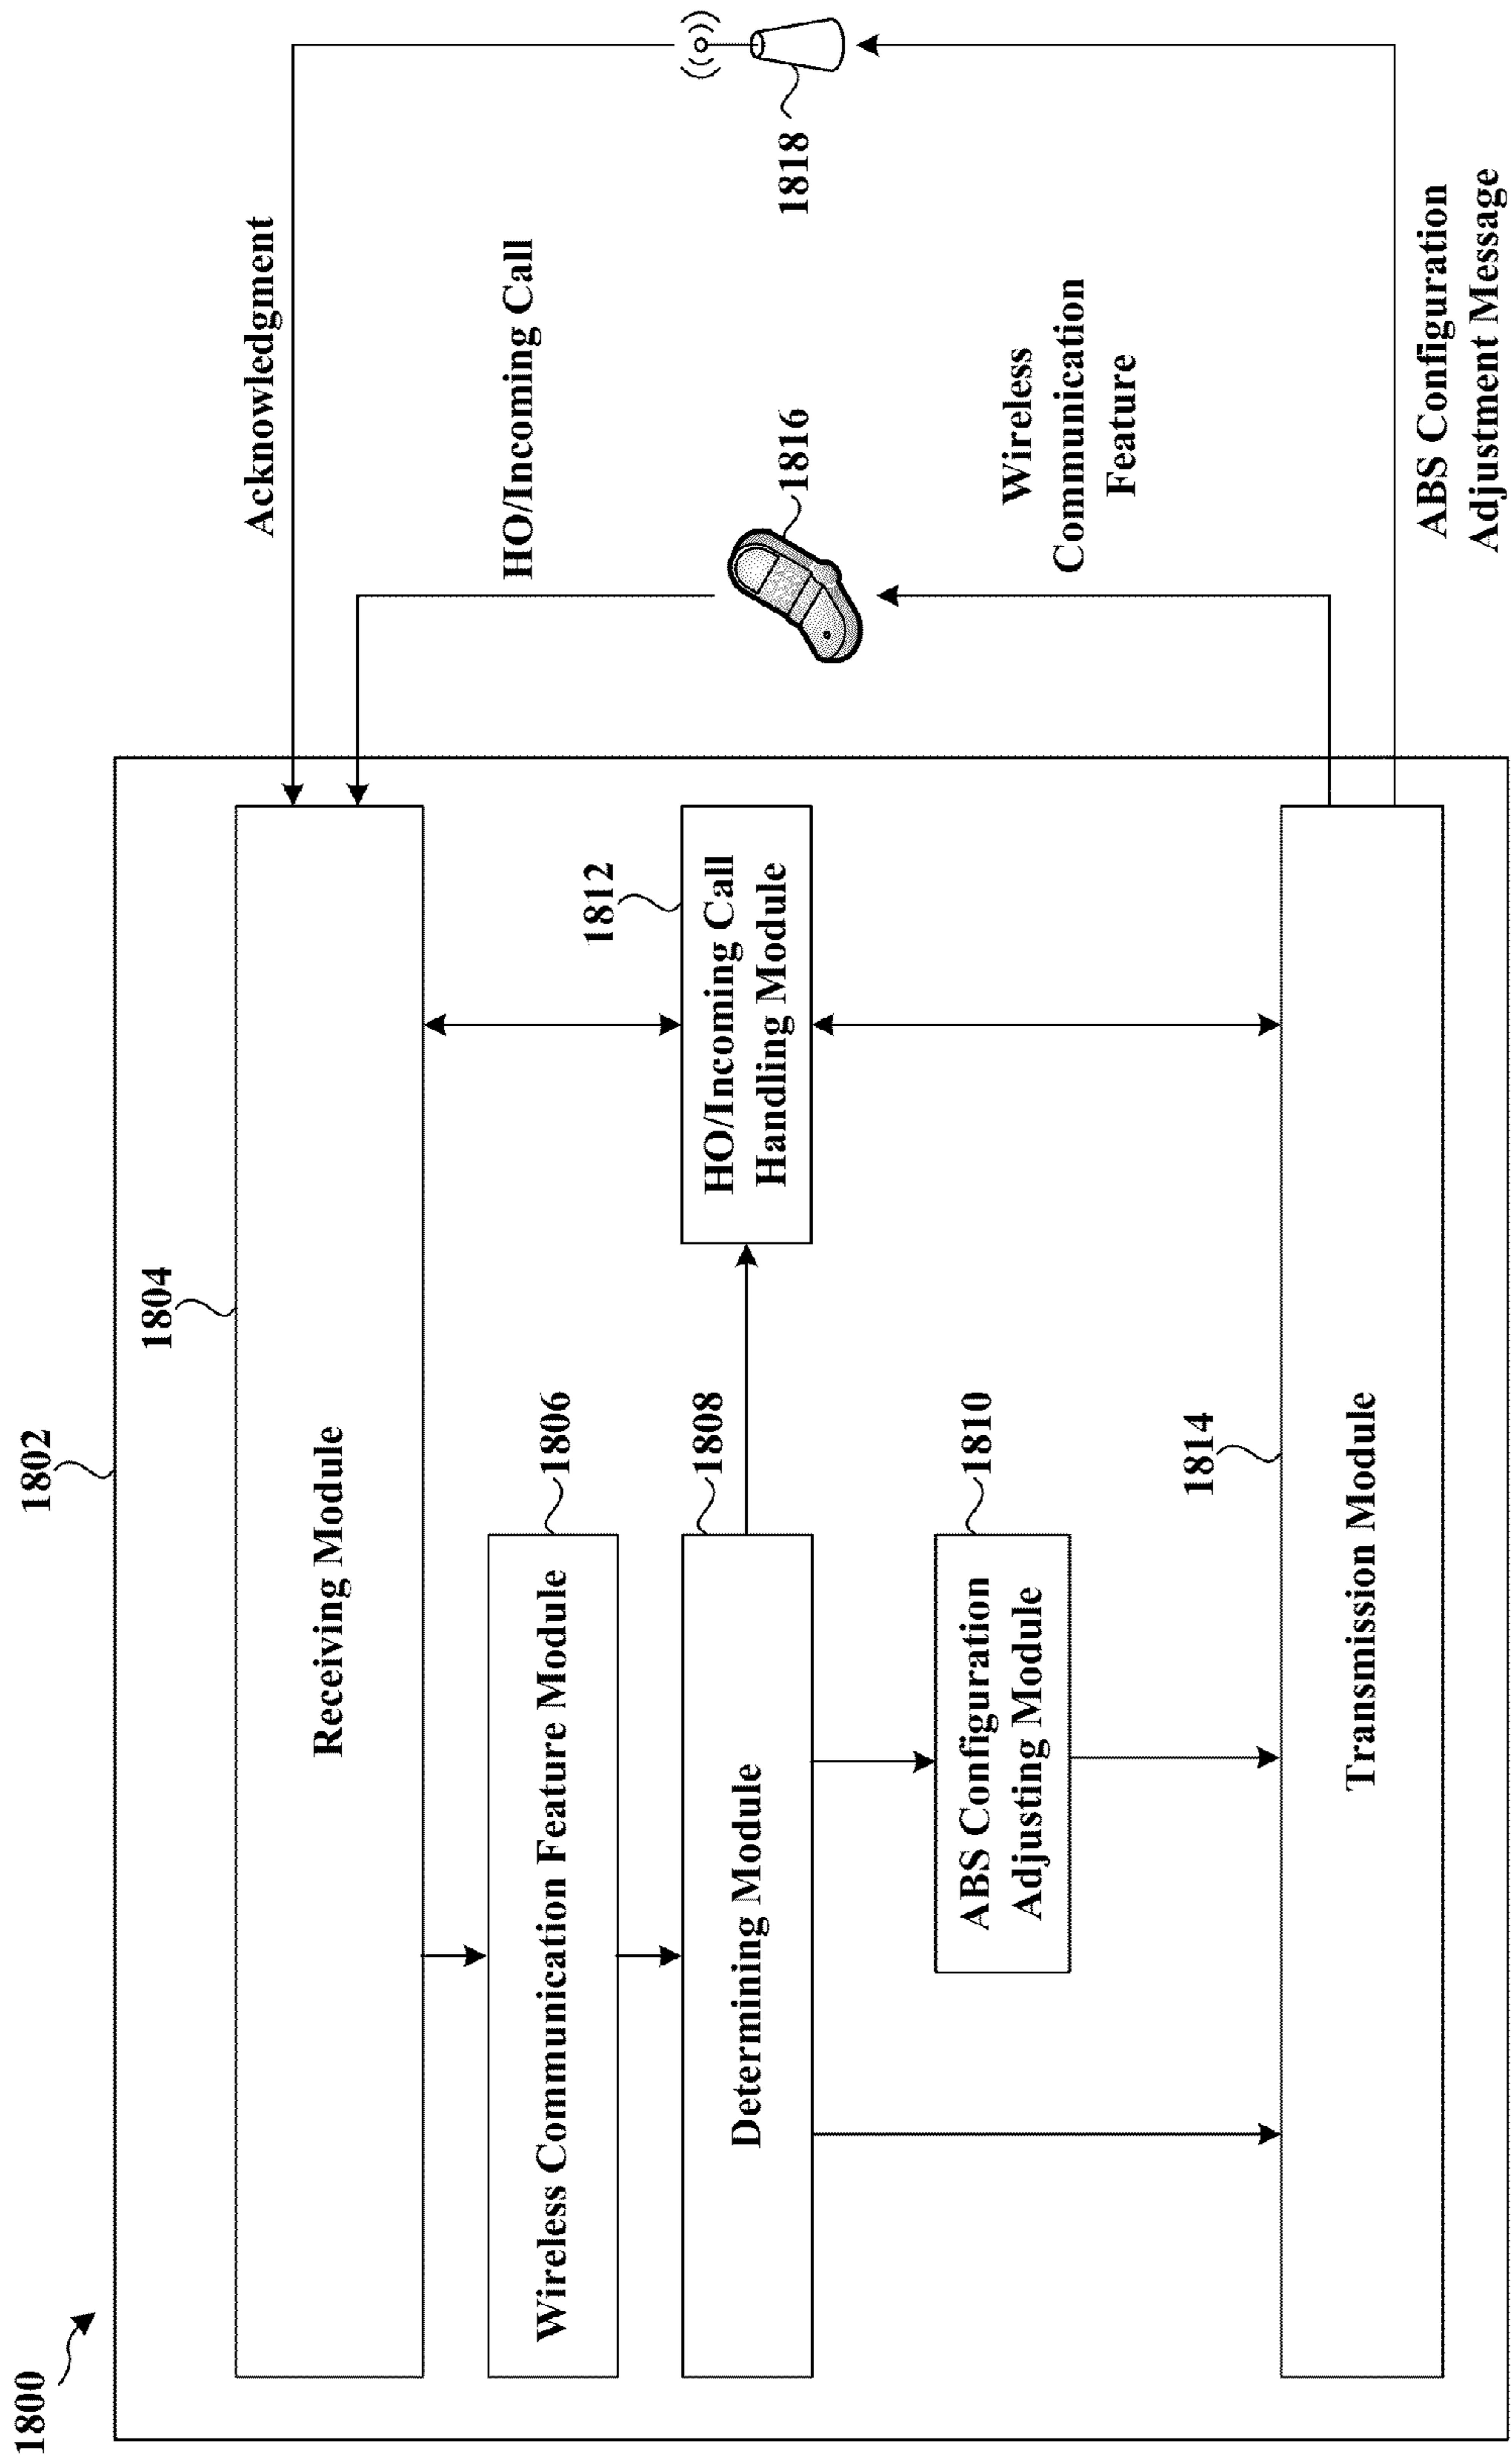 1800
1802
1804
Receiving Module
Acknowledgment
HO/Incoming Call
Wireless Communication Feature Module
1806
1812
HO/Incoming Call
Handling Module
Determining Module
1808
1816
1818
ABS Configuration
Adjusting Module
1810
Wireless
Communication
Feature
1814
Transmission Module
ABS Configuration
Adjustment Message